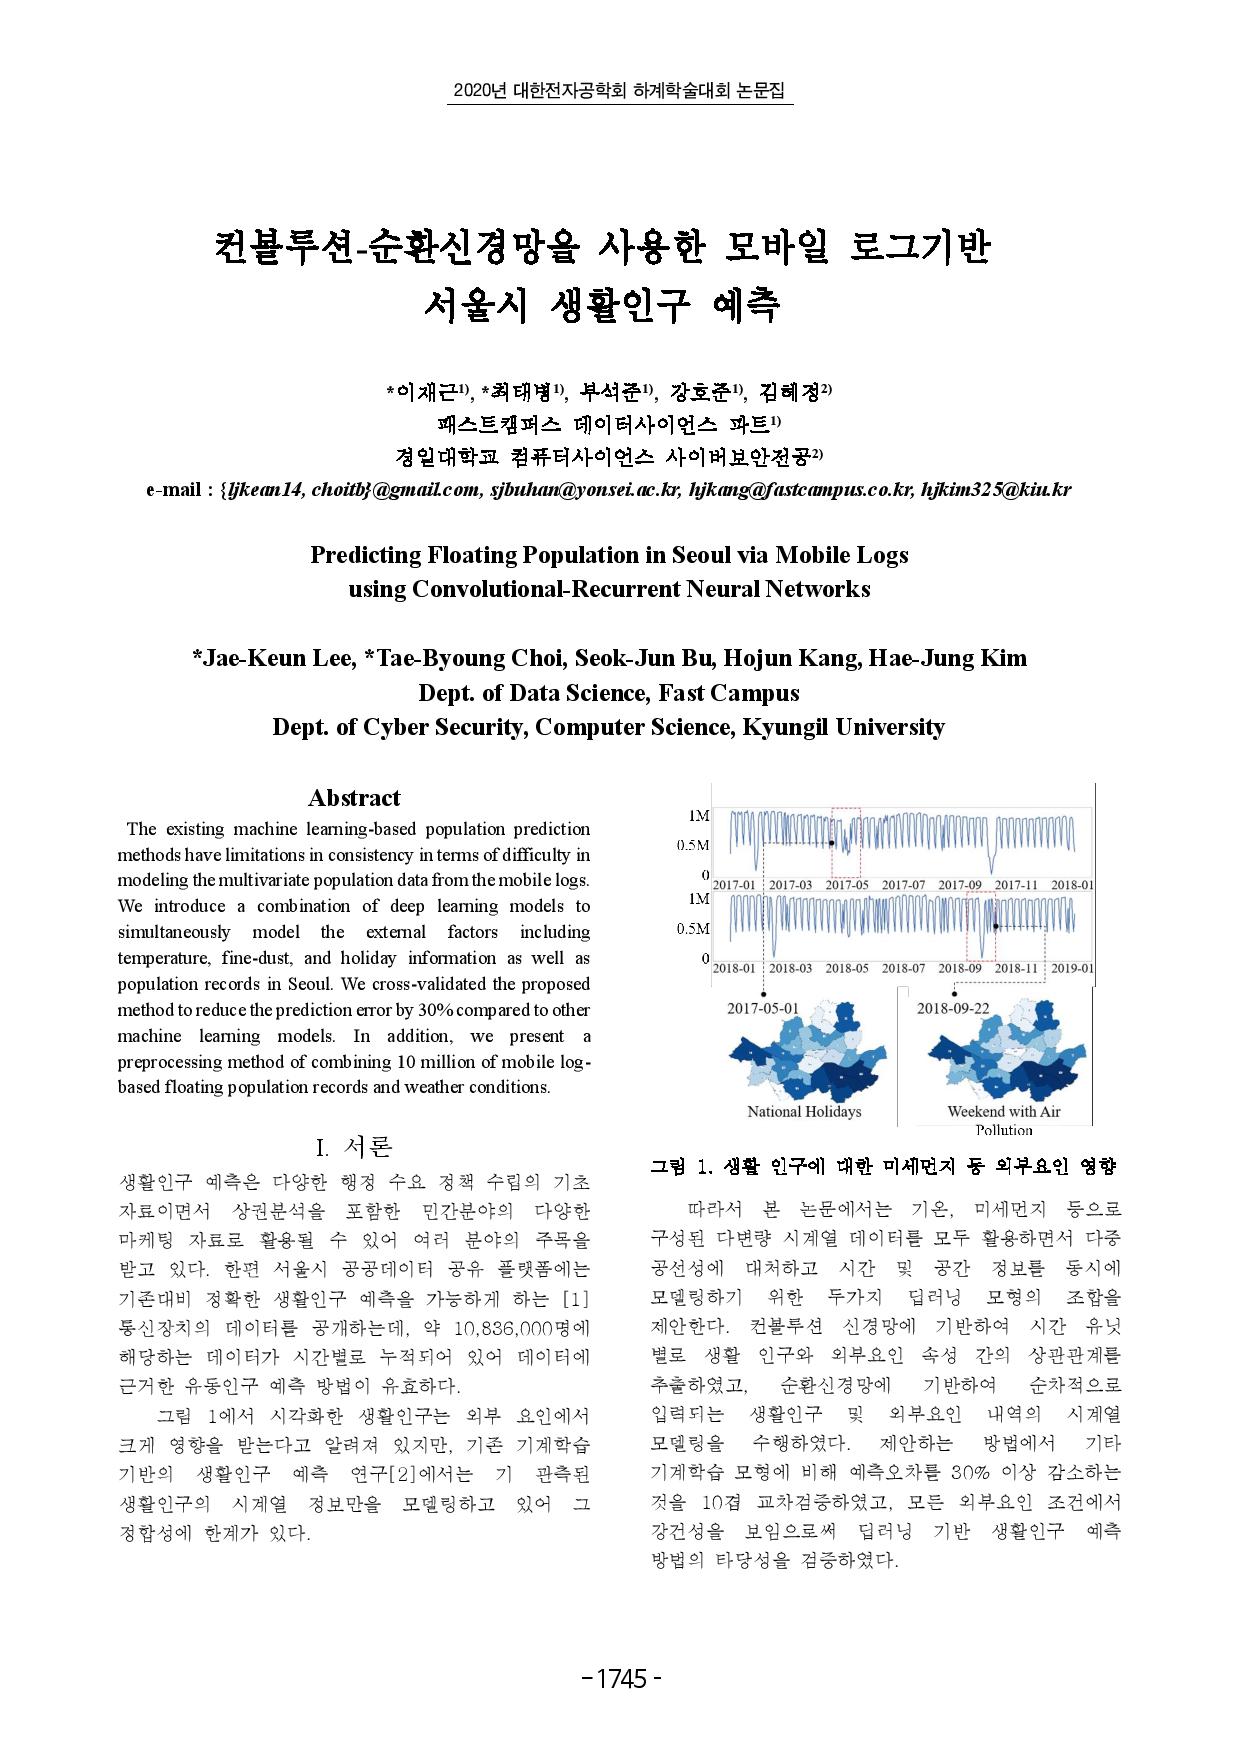 2020년 대한전자공학회 하계학술대회 논문집
컨볼루션-순환신경망을 사용한 모바일 로그기반
서울시 생활인구 예측
*이재근1), *최태병1), 부석준1), 강호준1), 김혜정2)
패스트캠퍼스 데이터사이언스 파트1)
경일대학교 컴퓨터사이언스 사이버보안전공2)
e-mail : {ljkean14, choitb}@gmail.com, sjbuhan@yonsei.ac.kr, hjkang@fastcampus.co.kr, hjkim325@kiu.kr
Predicting Floating Population in Seoul via Mobile Logs
using Convolutional-Recurrent Neural Networks
*Jae-Keun Lee, *Tae-Byoung Choi, Seok-Jun Bu, Hojun Kang, Hae-Jung Kim
Dept. of Data Science, Fast Campus
Dept. of Cyber Security, Computer Science, Kyungil University
Abstract
The existing machine learning-based population prediction
methods have limitations in consistency in terms of difficulty in
modeling the multivariate population data from the mobile logs.
We introduce a combination of deep learning models to
simultaneously model the external factors including
temperature, fine-dust, and holiday information as well as
population records in Seoul. We cross-validated the proposed
method to reduce the prediction error by 30% compared to other
machine learning models. In addition, we present a
preprocessing method of combining 10 million of mobile log-
based floating population records and weather conditions.
I. 서론
생활인구 예측은 다양한 행정 수요 정책 수립의 기초
자료이면서 상권분석을 포함한 민간분야의 다양한
마케팅 자료로 활용될 수 있어 여러 분야의 주목을
받고 있다. 한편 서울시 공공데이터 공유 플랫폼에는
기존대비 정확한 생활인구 예측을 가능하게 하는 [1]
통신장치의 데이터를 공개하는데, 약 10,836,000명에
해당하는 데이터가 시간별로 누적되어 있어 데이터에
근거한 유동인구 예측 방법이 유효하다.
그림 1에서 시각화한 생활인구는 외부 요인에서
크게 영향을 받는다고 알려져 있지만, 기존 기계학습
기반의 생활인구 예측 연구[2]에서는 기 관측된
생활인구의 시계열 정보만을 모델링하고 있어 그
정합성에 한계가 있다.
1M
0.5M
0
2017-01 2017-03 2017-05 2017-07 2017-09 2017-11 2018-01
1M
0.5M
0
2018-01 2018-03 2018-05 2018-07 2018-09 2018-11 2019-01
2017-05-01 2018-09-22
National Holidays Weekend with Air
Pollution
그림 1. 생활 인구에 대한 미세먼지 등 외부요인 영향
따라서 본 논문에서는 기온, 미세먼지 등으로
구성된 다변량 시계열 데이터를 모두 활용하면서 다중
공선성에 대처하고 시간 및 공간 정보를 동시에
모델링하기 위한 두가지 딥러닝 모형의 조합을
제안한다. 컨볼루션 신경망에 기반하여 시간 유닛
별로 생활 인구와 외부요인 속성 간의 상관관계를
추출하였고, 순환신경망에 기반하여 순차적으로
입력되는 생활인구 및 외부요인 내역의 시계열
모델링을 수행하였다. 제안하는 방법에서 기타
기계학습 모형에 비해 예측오차를 30% 이상 감소하는
것을 10겹 교차검증하였고, 모든 외부요인 조건에서
강건성을 보임으로써 딥러닝 기반 생활인구 예측
방법의 타당성을 검증하였다.
- 1745 -